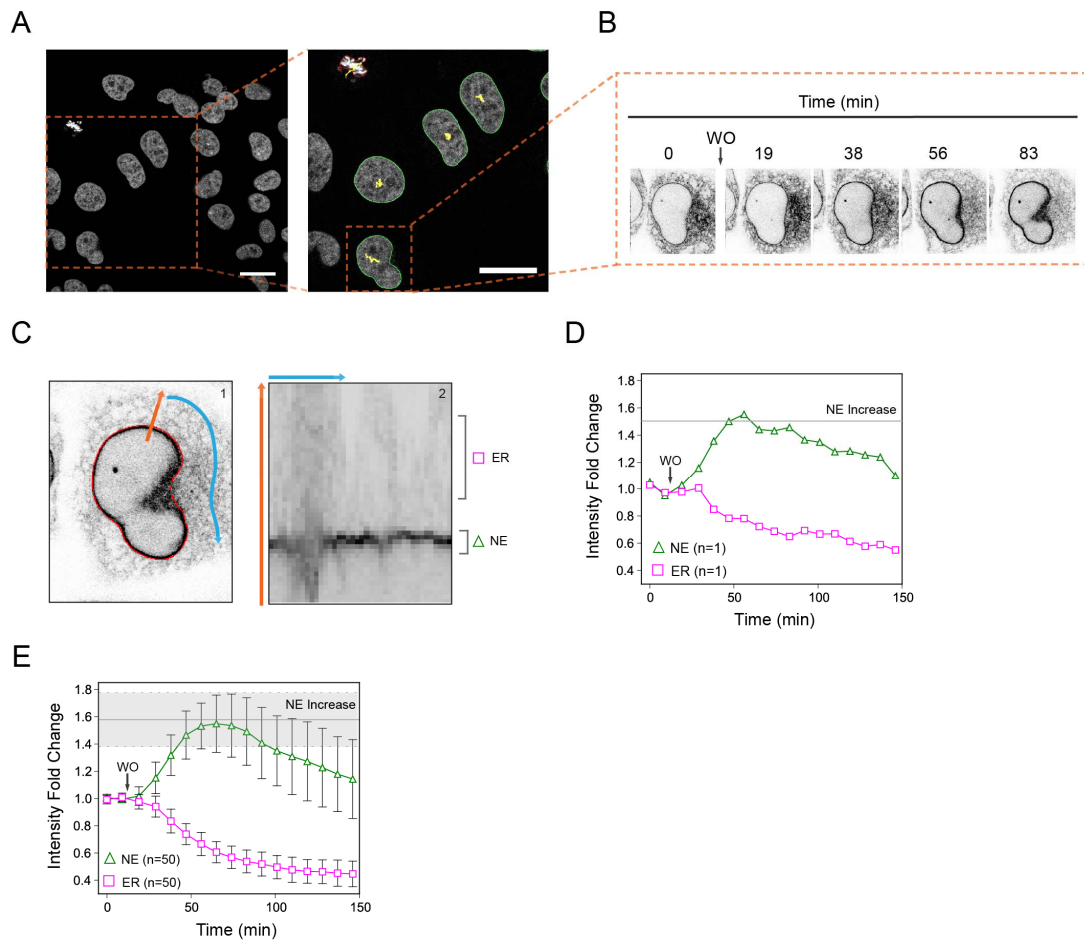 A
B
Time (min)
WO
0 19 38 56 83
C
1
2
ER
NE
D
Intensity Fold Change
1.8
1.6
1.4
1.2
1.0
0.8
0.6
0.4
NE Increase
WO
NE (n=1)
ER (n=1)
0 50 100 150
Time (min)
E
Intensity Fold Change
1.8
1.6
1.4
1.2
1.0
0.8
0.6
0.4
NE Increase
WO
NE (n=50)
ER (n=50)
0 50 100 150
Time (min)